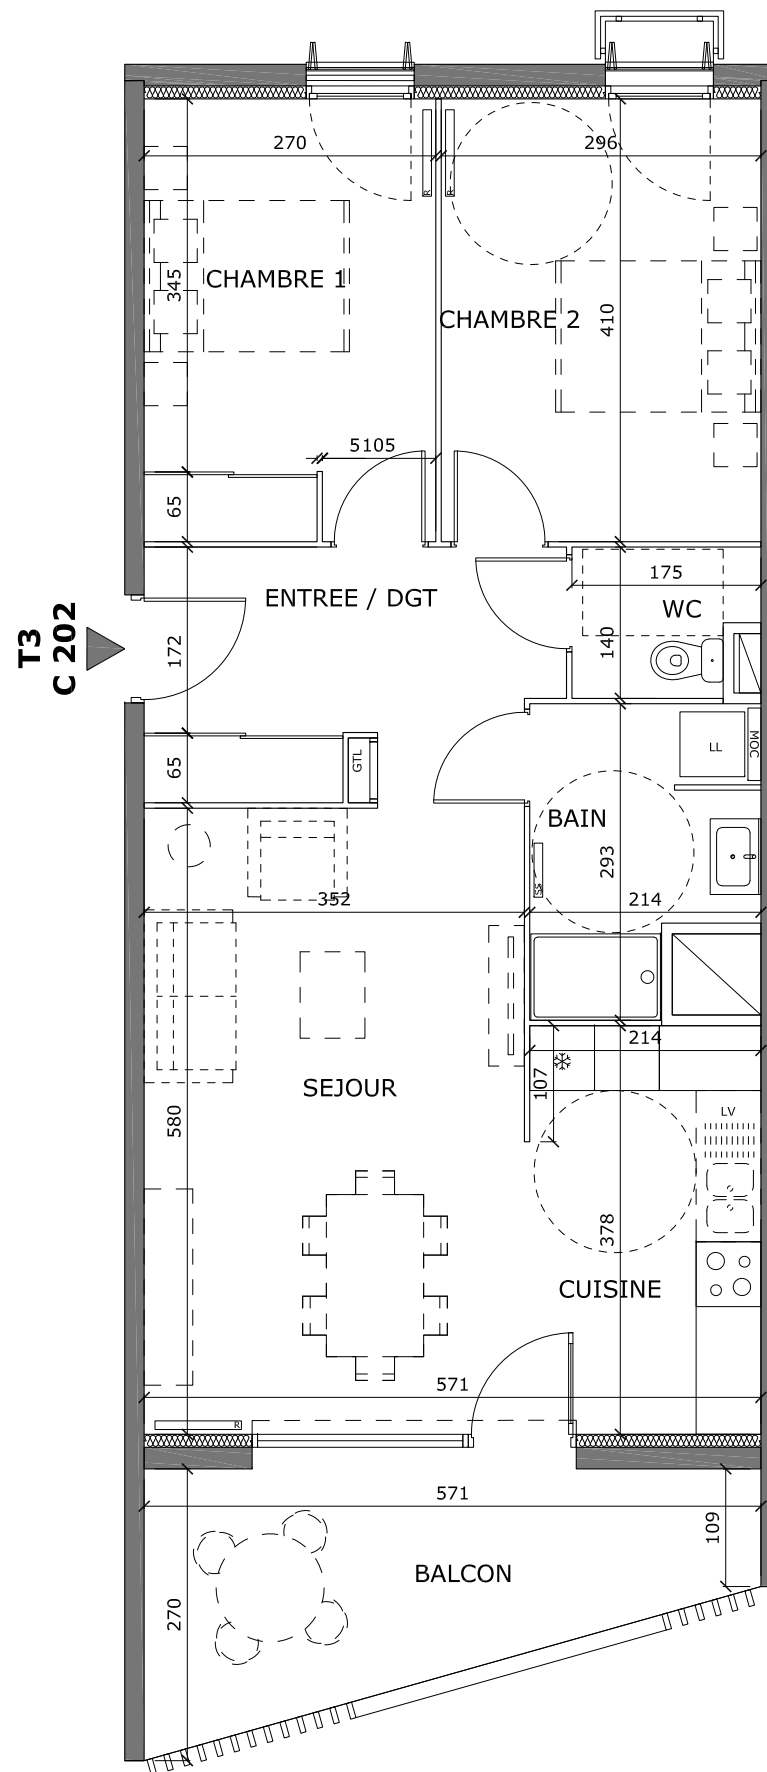 270
296
R
R
CHAMBRE 1
345
CHAMBRE 2
410
5105
65
ENTREE / DGT
175
WC
T3
C 202
172
140
65
GTL
LL
MOC
BAIN
293
SS
352
214
214
107
SEJOUR
LV
580
378
CUISINE
571
R
571
109
BALCON
270